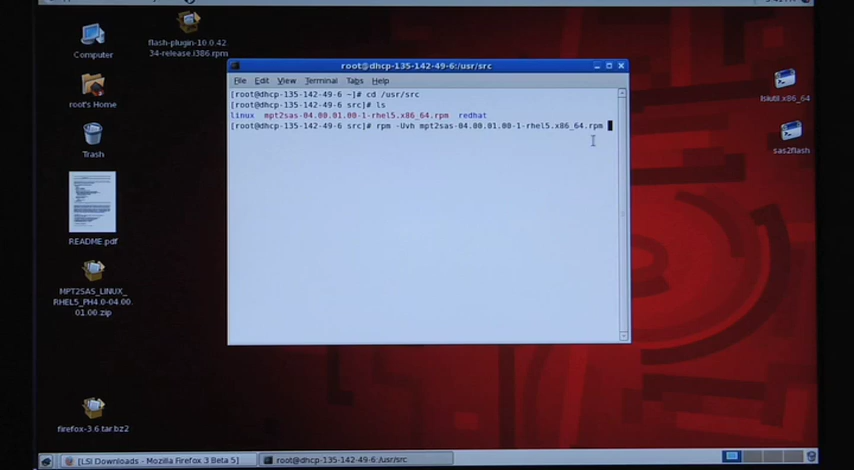 Computer
flash-plugin-10.0.42.
34-release.i386.rpm
root's Home
Trash
README.pdf
MPT2SAS_LINUX_
RHEL5_PH4.0-04.00.
01.00.zip
firefox-3.6.tar.bz2
root@dhcp-135-142-49-6:/usr/src
File Edit View Terminal Tabs Help
[root@dhcp-135-142-49-6 ~]# cd /usr/src
[root@dhcp-135-142-49-6 src]# ls
linux mpt2sas-04.00.01.00-1-rhel5.x86_64.rpm redhat
[root@dhcp-135-142-49-6 src]# rpm -Uvh mpt2sas-04.00.01.00-1-rhel5.x86_64.rpm
lsiutil.x86_64
sas2flash
[LSI Downloads - Mozilla Firefox 3 Beta 5]
root@dhcp-135-142-49-6:/usr/src